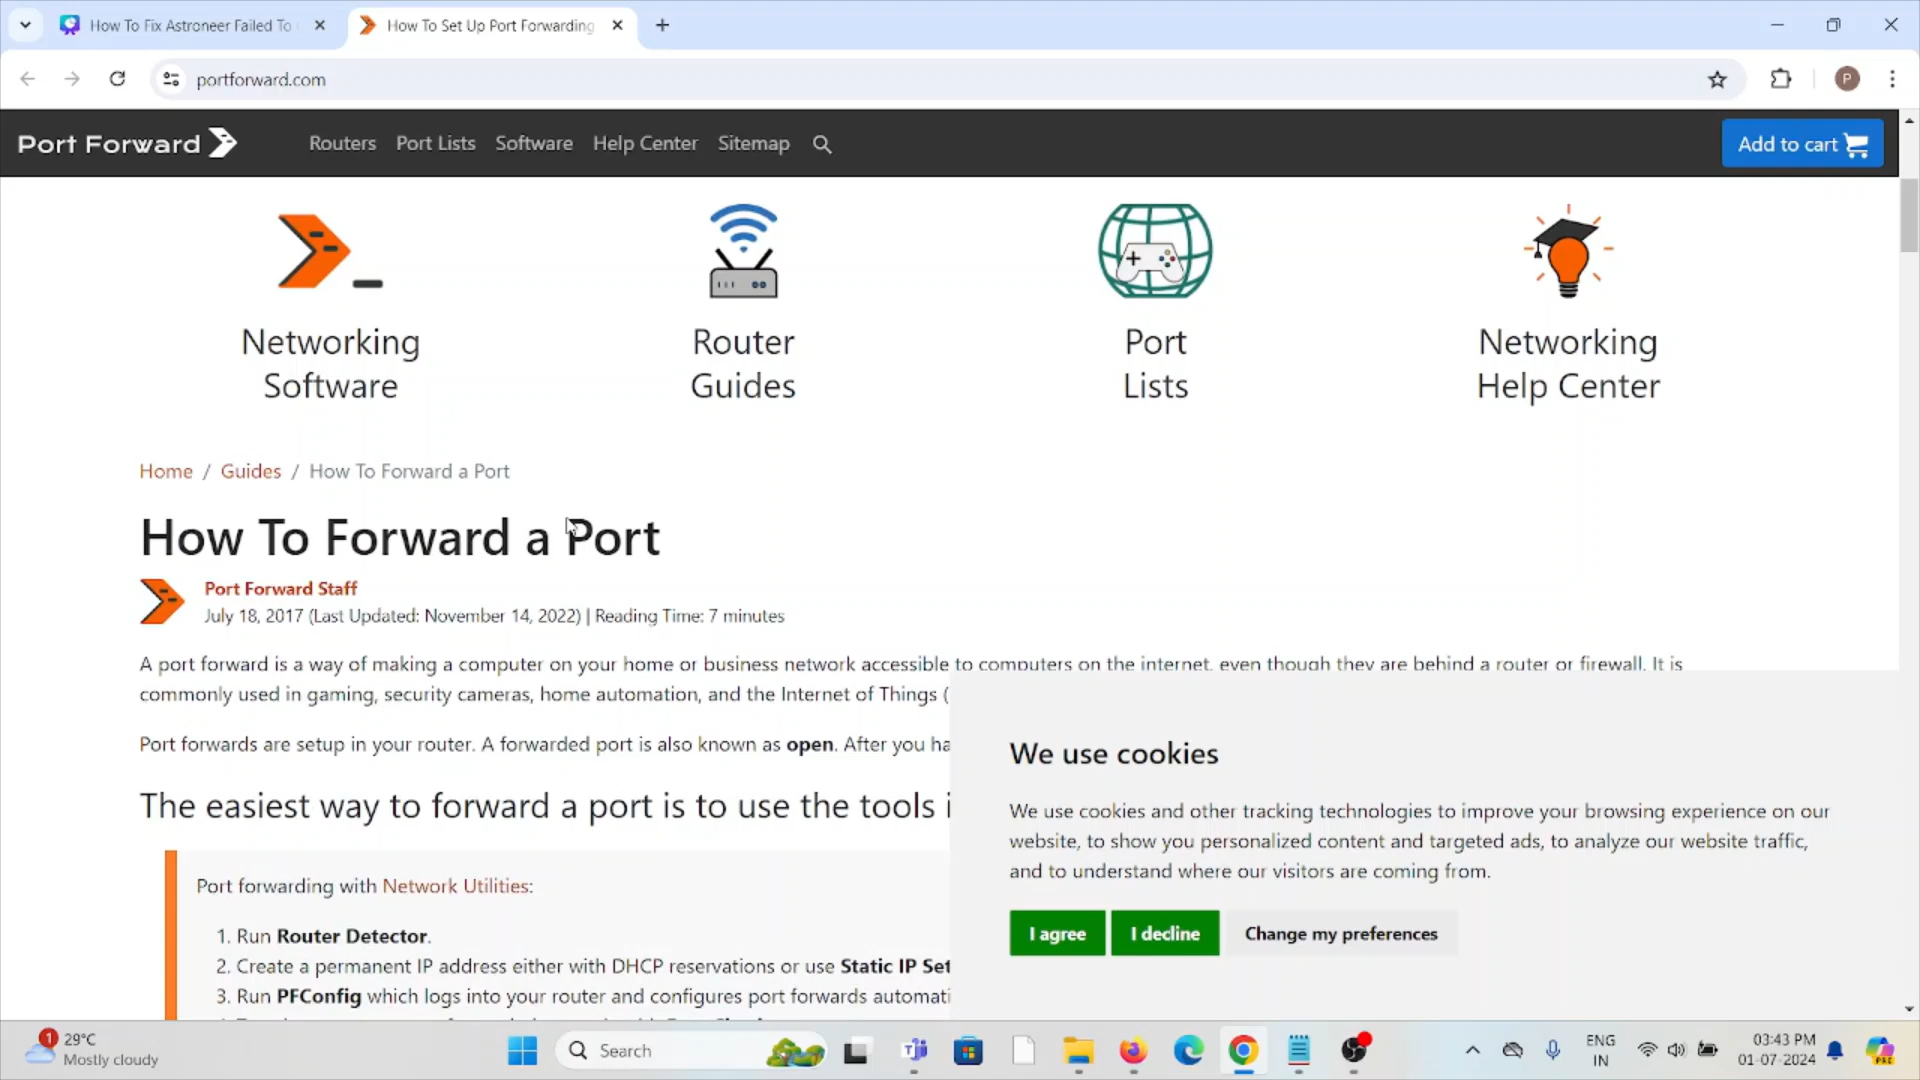 How To Fix Astroneer Failed To
How To Set Up Port Forwarding
portforward.com
P
Port Forward
Routers
Port Lists
Software
Help Center
Sitemap
Add to cart
Networking
Software
Router
Guides
Port
Lists
Networking
Help Center
Home / Guides / How To Forward a Port
How To Forward a Port
Port Forward Staff
July 18, 2017 (Last Updated: November 14, 2022) | Reading Time: 7 minutes
A port forward is a way of making a computer on your home or business network accessible to computers on the internet, even though they are behind a router or firewall. It is
commonly used in gaming, security cameras, home automation, and the Internet of Things (
Port forwards are setup in your router. A forwarded port is also known as open. After you ha
The easiest way to forward a port is to use the tools i
Port forwarding with Network Utilities:
1. Run Router Detector.
2. Create a permanent IP address either with DHCP reservations or use Static IP Set
3. Run PFConfig which logs into your router and configures port forwards automati
We use cookies
We use cookies and other tracking technologies to improve your browsing experience on our
website, to show you personalized content and targeted ads, to analyze our website traffic,
and to understand where our visitors are coming from.
I agree
I decline
Change my preferences
1
29°C
Mostly cloudy
Search
ENG
IN
03:43 PM
01-07-2024
PRE